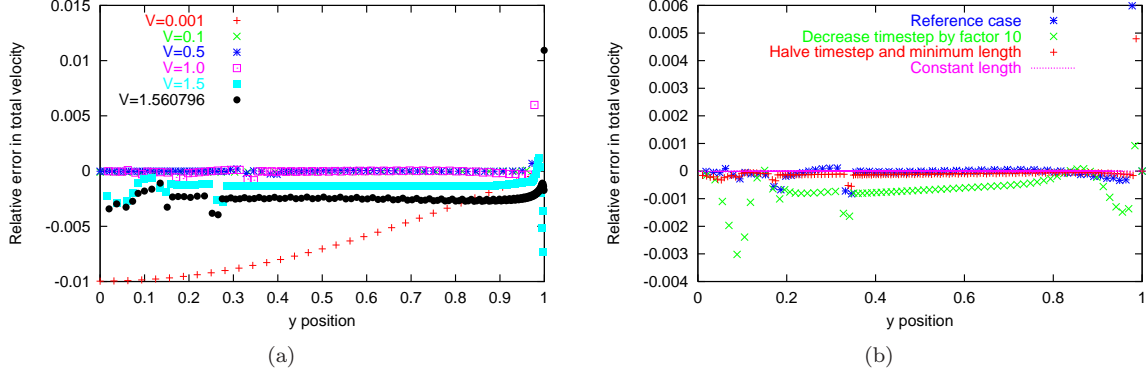 0.015
0.01
0.005
0
-0.005
-0.01
Relative error in total velocity
V=0.001
V=0.1
V=0.5
V=1.0
V=1.5
V=1.560796
0 0.1 0.2 0.3 0.4 0.5 0.6 0.7 0.8 0.9 1
y position
(a)
0.006
0.005
0.004
0.003
0.002
0.001
0
-0.001
-0.002
-0.003
-0.004
Relative error in total velocity
Reference case
Decrease timestep by factor 10
Halve timestep and minimum length
Constant length
0 0.2 0.4 0.6 0.8 1
y position
(b)